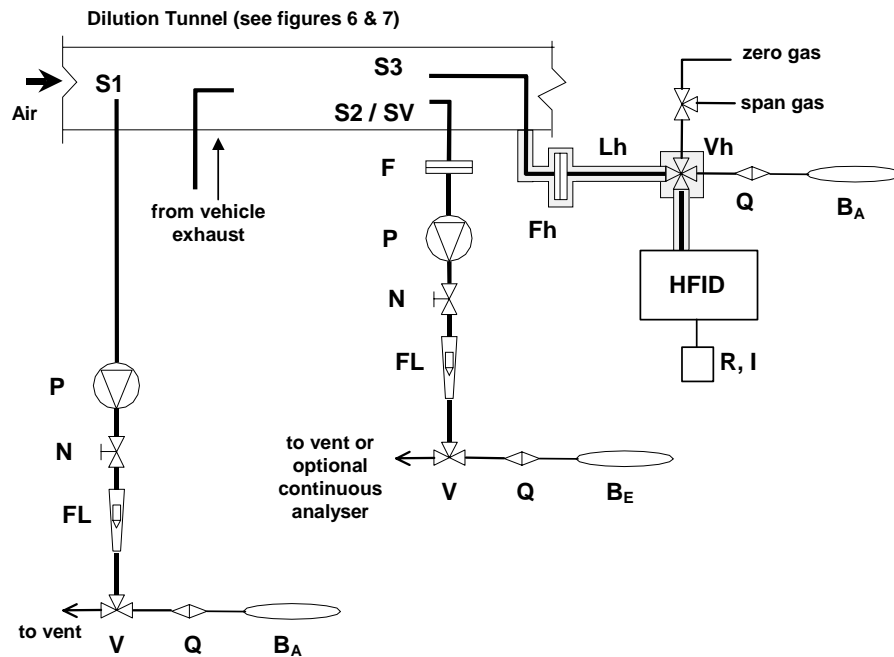 Dilution Tunnel (see figures 6 & 7)
zero gas
S3
S1
span gas
Air
S2 / SV
Lh
Vh
F
from vehicle
exhaust
Q
BA
Fh
P
HFID
N
FL
R, I
P
to vent or
optional
continuous
analyser
N
V
Q
BE
FL
to vent
V
Q
BA